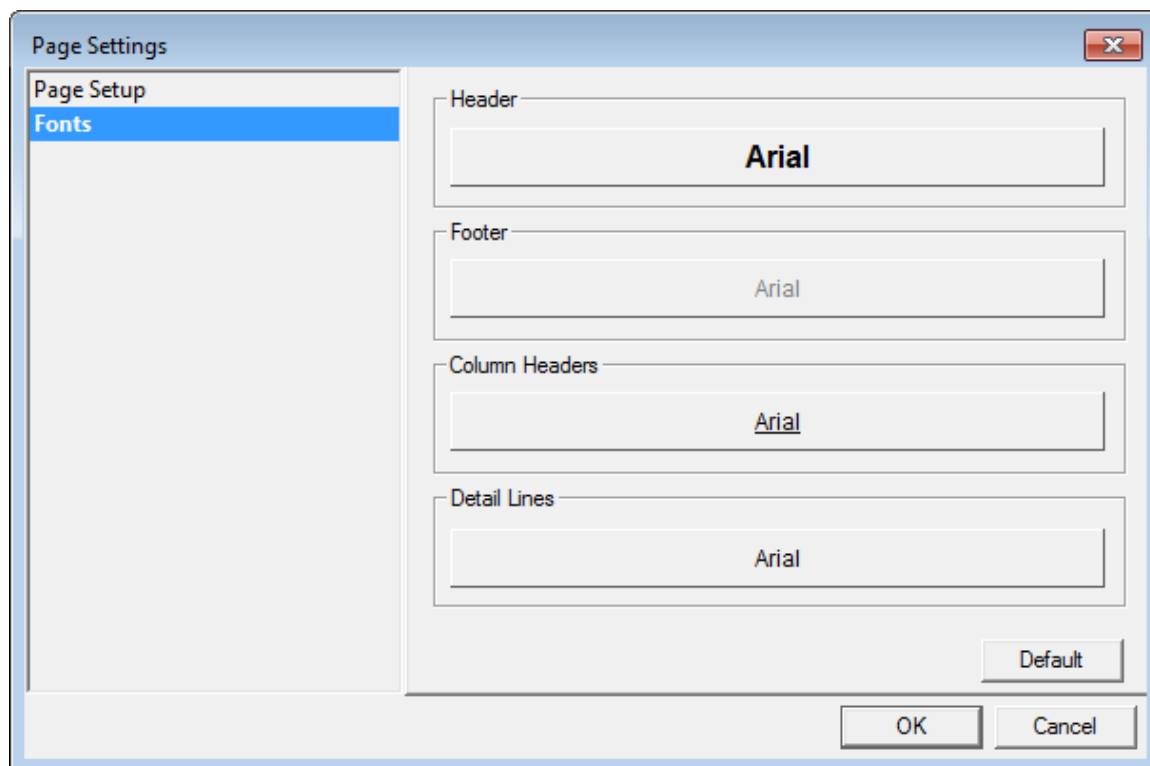 Page Settings
Page Setup
Fonts
Header
Arial
Footer
Arial
Column Headers
Arial
Detail Lines
Arial
Default
OK
Cancel